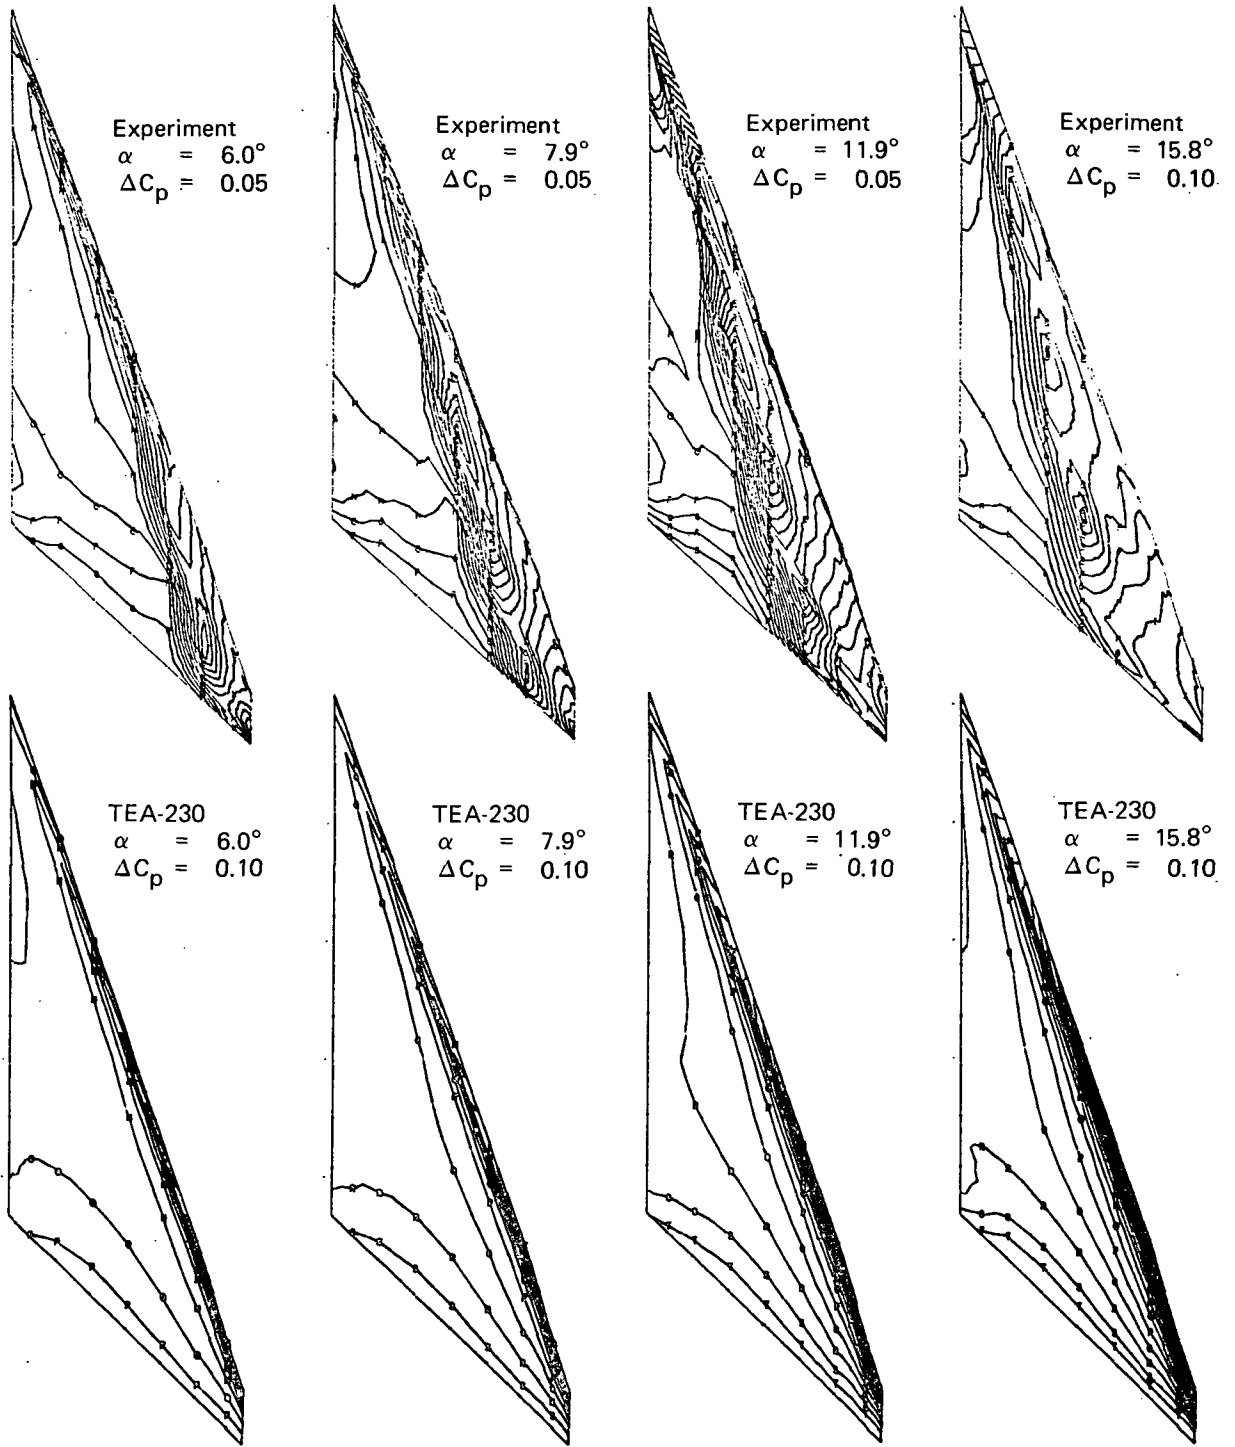 Experiment
α = 6.0°
ΔCp = 0.05
Experiment
α = 7.9°
ΔCp = 0.05
Experiment
α = 11.9°
ΔCp = 0.05
Experiment
α = 15.8°
ΔCp = 0.10
TEA-230
α = 6.0°
ΔCp = 0.10
TEA-230
α = 7.9°
ΔCp = 0.10
TEA-230
α = 11.9°
ΔCp = 0.10
TEA-230
α = 15.8°
ΔCp = 0.10